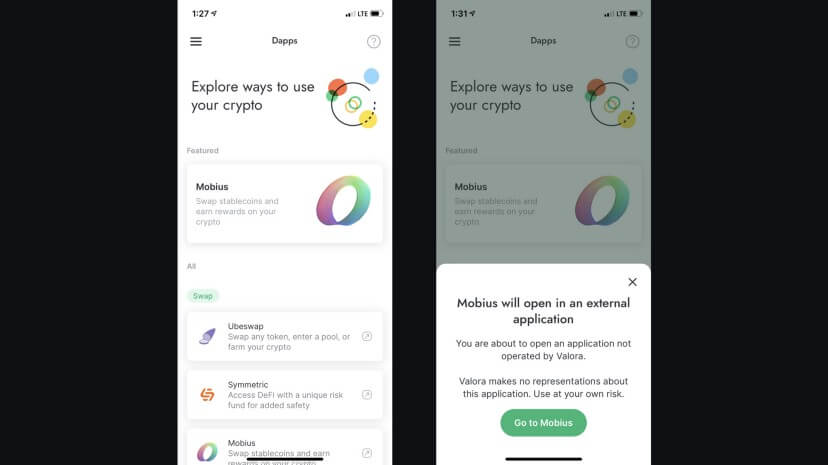 1:27
LTE
Dapps
?
Explore ways to use
your crypto
Featured
Mobius
Swap stablecoins and
earn rewards on your
crypto
All
Swap
Ubeswap
Swap any token, enter a pool, or
farm your crypto
Symmetric
Access DeFi with a unique risk
fund for added safety
Mobius
Swap stablecoins and earn
rewards on your crypto
1:31
LTE
Dapps
?
Explore ways to use
your crypto
Featured
Mobius
Swap stablecoins and
earn rewards on your
crypto
Mobius will open in an external
application
You are about to open an application not
operated by Valora.
Valora makes no representations about
this application. Use at your own risk.
Go to Mobius